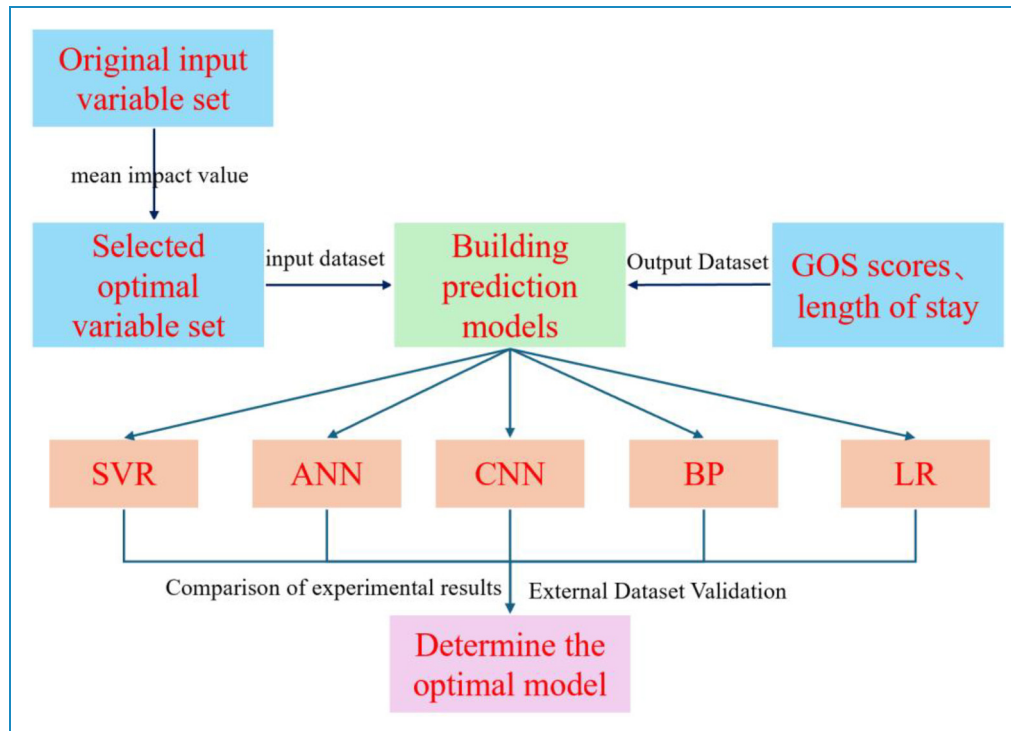 Original input
variable set
mean impact value
Selected
optimal
variable set
input dataset
Building
prediction
models
Output Dataset
GOS scores、
length of stay
SVR
ANN
CNN
BP
LR
Comparison of experimental results
External Dataset Validation
Determine the
optimal model